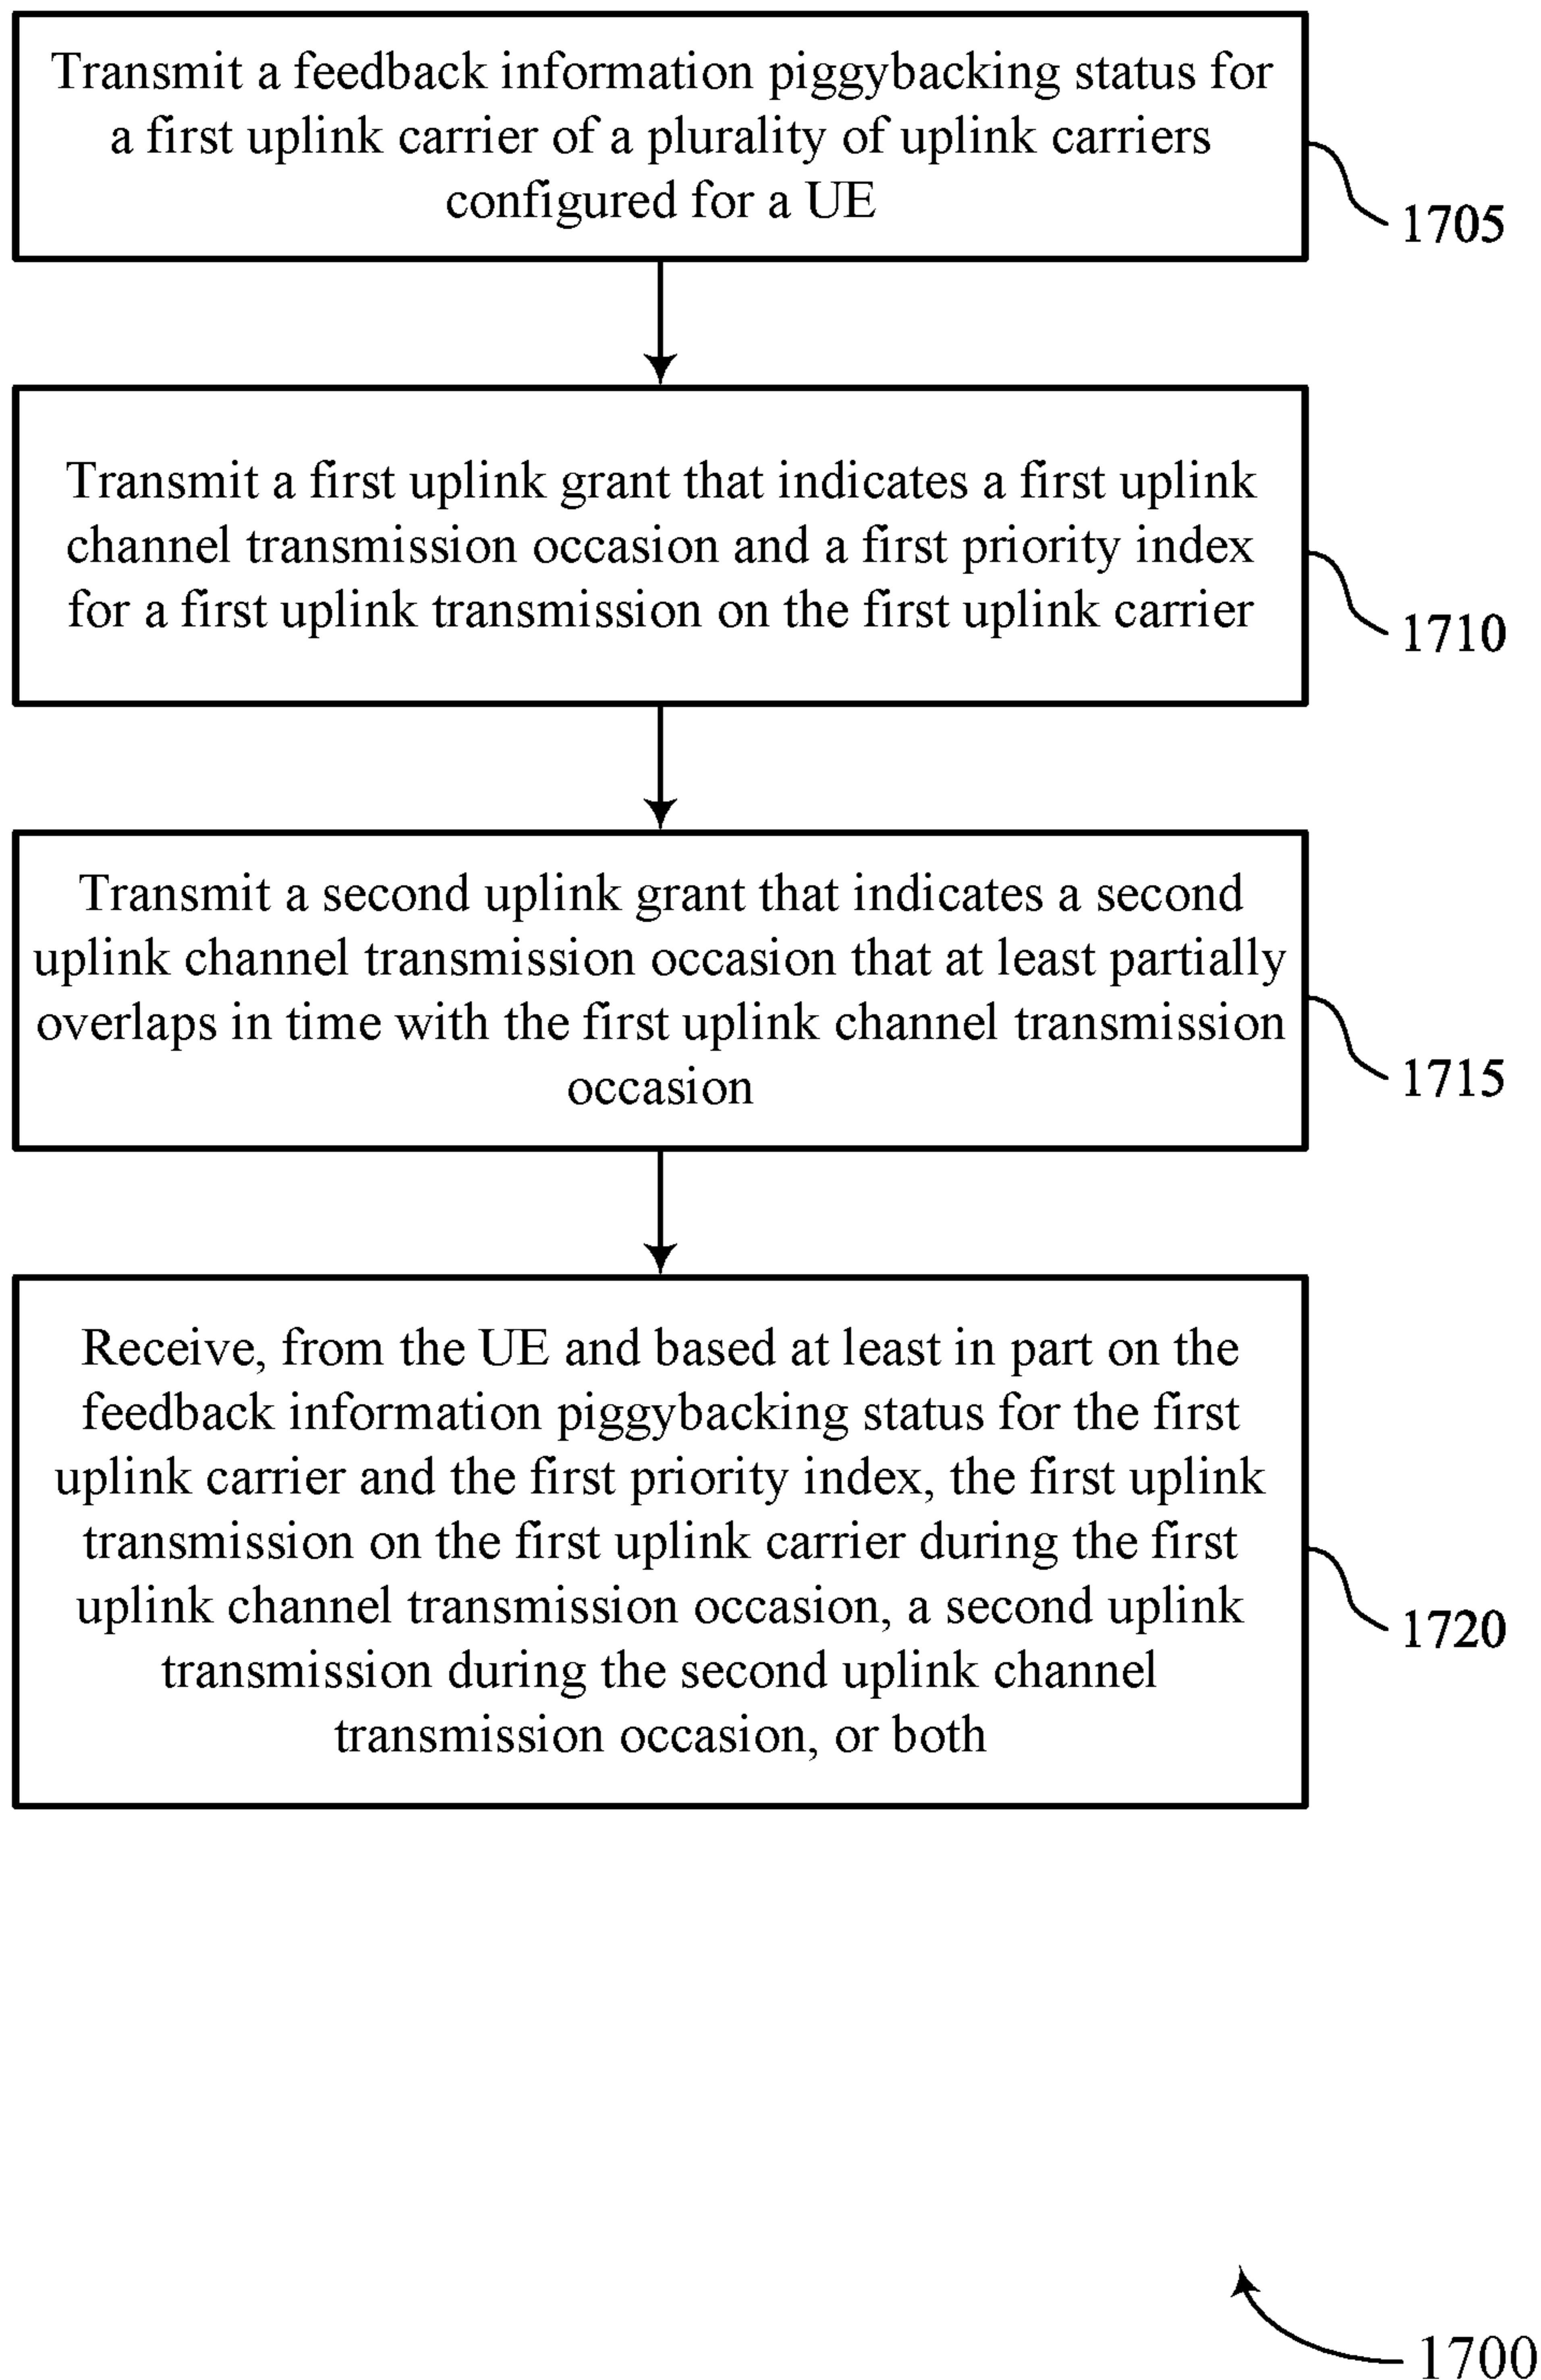 Transmit a feedback information piggybacking status for
a first uplink carrier of a plurality of uplink carriers
configured for a UE
1705
Transmit a first uplink grant that indicates a first uplink
channel transmission occasion and a first priority index
for a first uplink transmission on the first uplink carrier
1710
Transmit a second uplink grant that indicates a second
uplink channel transmission occasion that at least partially
overlaps in time with the first uplink channel transmission
occasion
1715
Receive, from the UE and based at least in part on the
feedback information piggybacking status for the first
uplink carrier and the first priority index, the first uplink
transmission on the first uplink carrier during the first
uplink channel transmission occasion, a second uplink
transmission during the second uplink channel
transmission occasion, or both
1720
1700